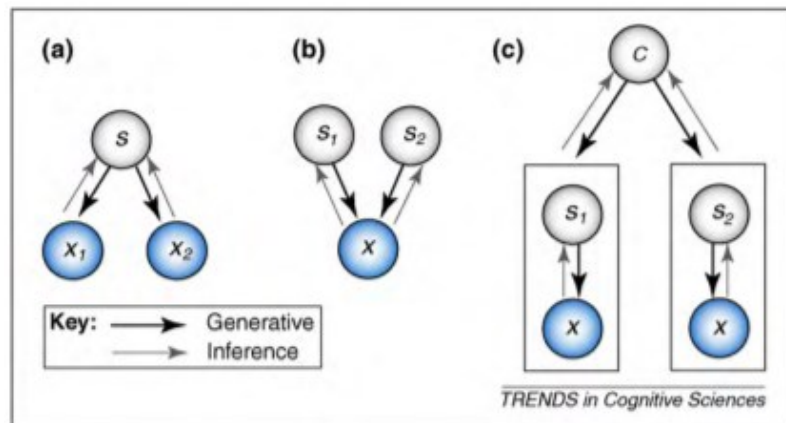 (a)
(b)
(c)
C
S
S1
S2
S1
S2
X1
X2
X
X
X
Key:
Generative
Inference
TRENDS in Cognitive Sciences